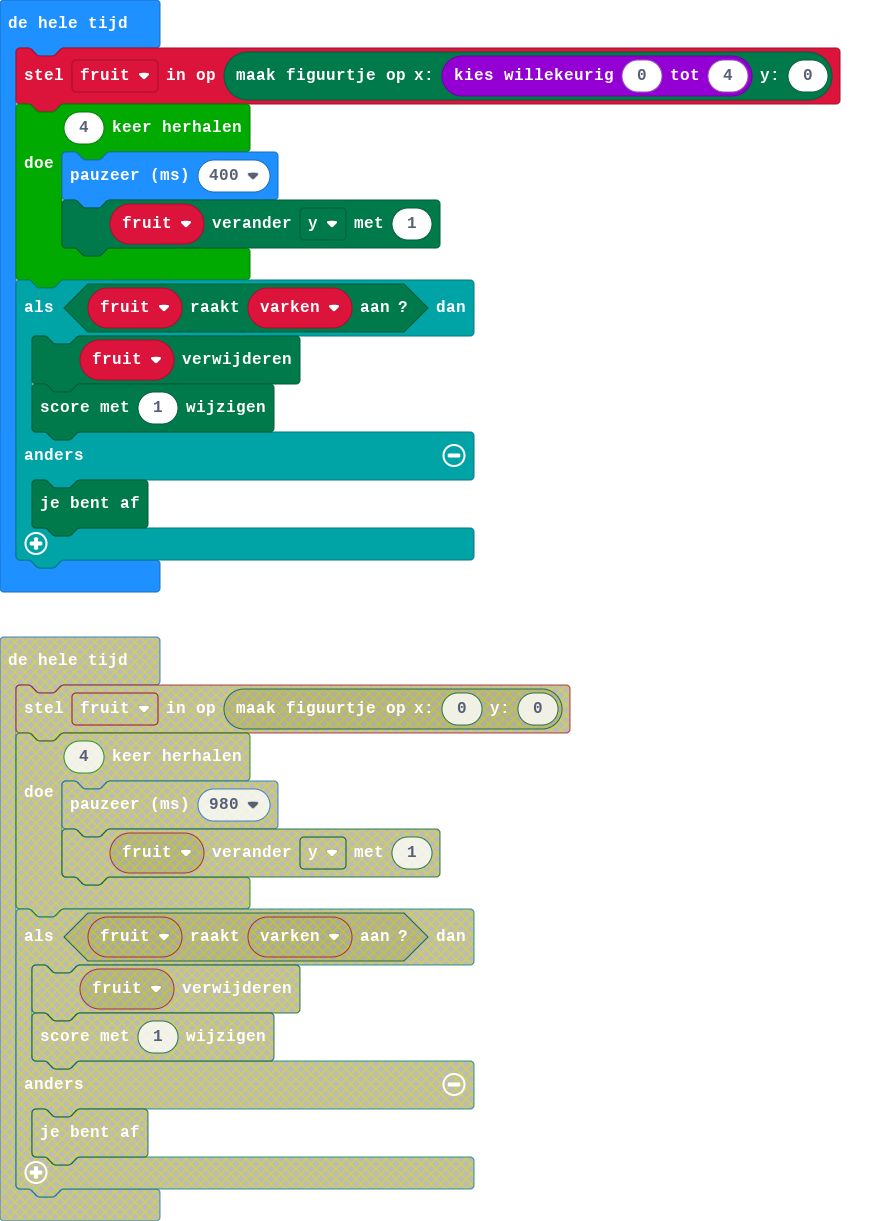 de hele tijd
stel fruit in op maak figuurtje op x: kies willekeurig 0 tot 4 y: 0
4 keer herhalen
doe
pauzeer (ms) 400
fruit verander y met 1
als fruit raakt varken aan ? dan
fruit verwijderen
score met 1 wijzigen
anders
je bent af
de hele tijd
stel fruit in op maak figuurtje op x: 0 y: 0
4 keer herhalen
doe
pauzeer (ms) 980
fruit verander y met 1
als fruit raakt varken aan ? dan
fruit verwijderen
score met 1 wijzigen
anders
je bent af